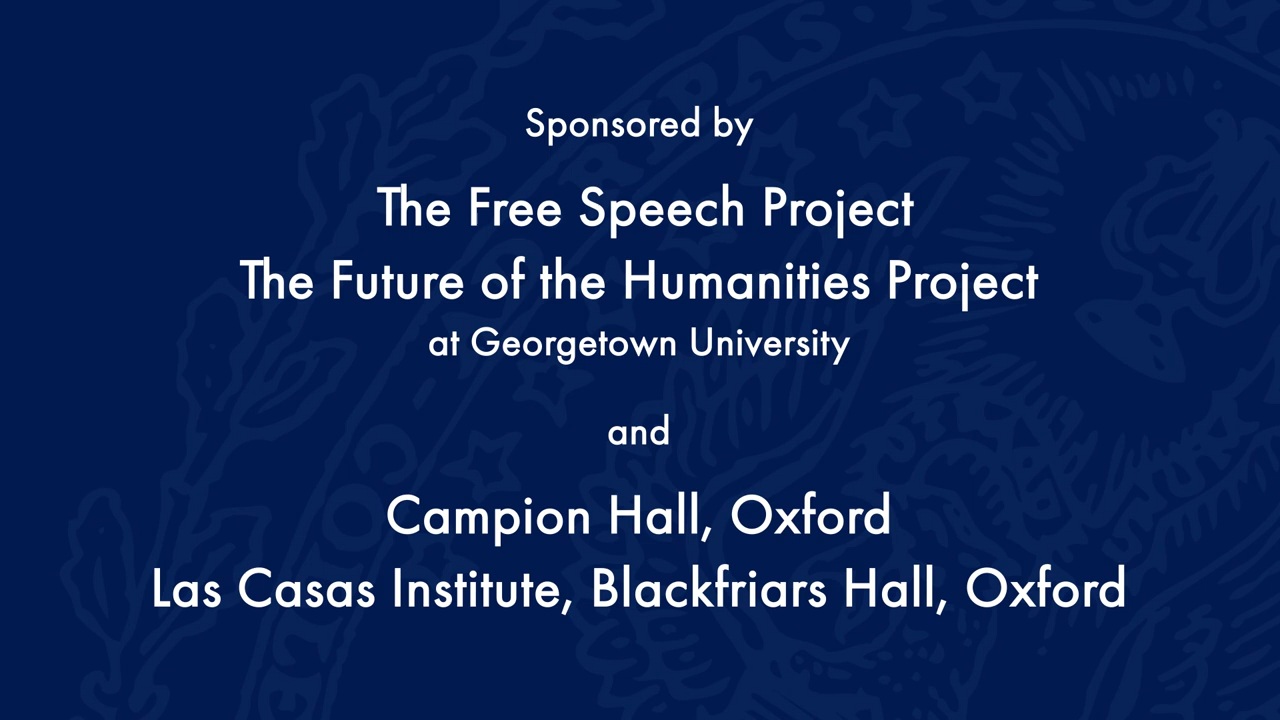 Sponsored by
The Free Speech Project
The Future of the Humanities Project
at Georgetown University
and
Campion Hall, Oxford
Las Casas Institute, Blackfriars Hall, Oxford